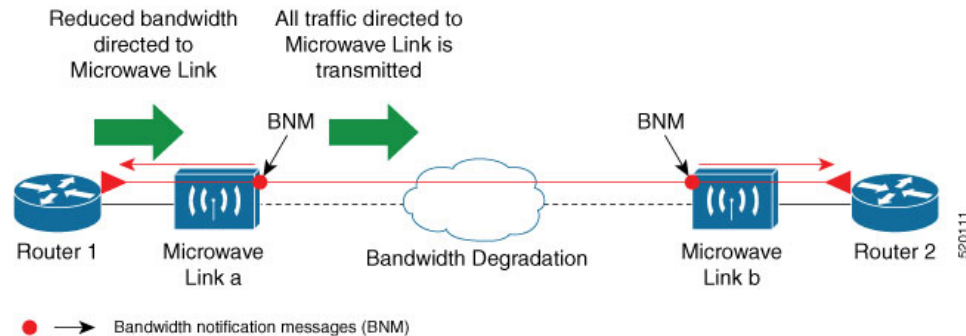 Reduced bandwidth
directed to
Microwave Link
All traffic directed to
Microwave Link is
transmitted
BNM
BNM
Router 1
Microwave
Link a
Bandwidth Degradation
Microwave
Link b
Router 2
520111
Bandwidth notification messages (BNM)